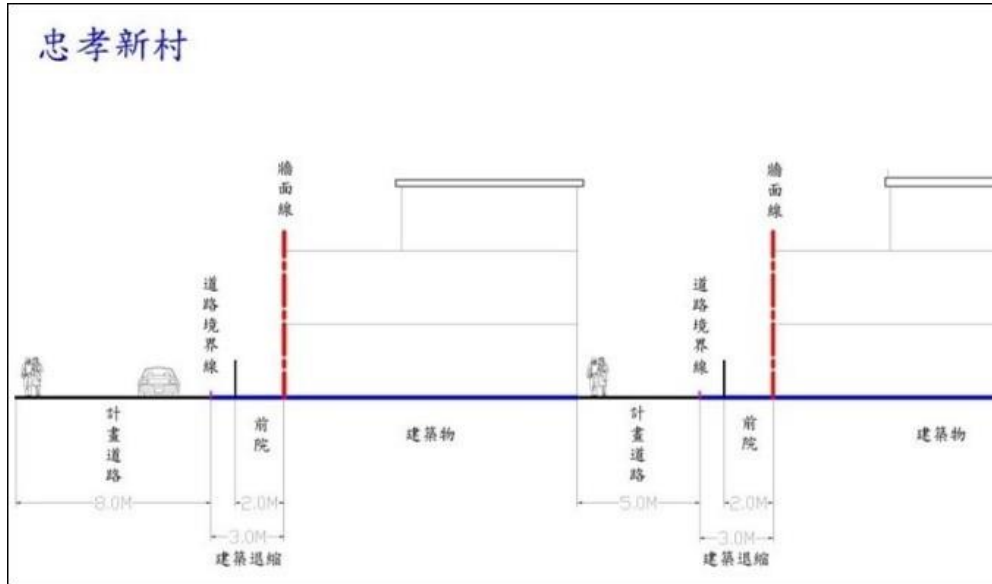 忠孝新村
牆面線
牆面線
道路境界線
道路境界線
計畫道路
前院
建築物
計畫道路
前院
建築物
8.0M
2.0M
5.0M
2.0M
3.0M
3.0M
建築退縮
建築退縮